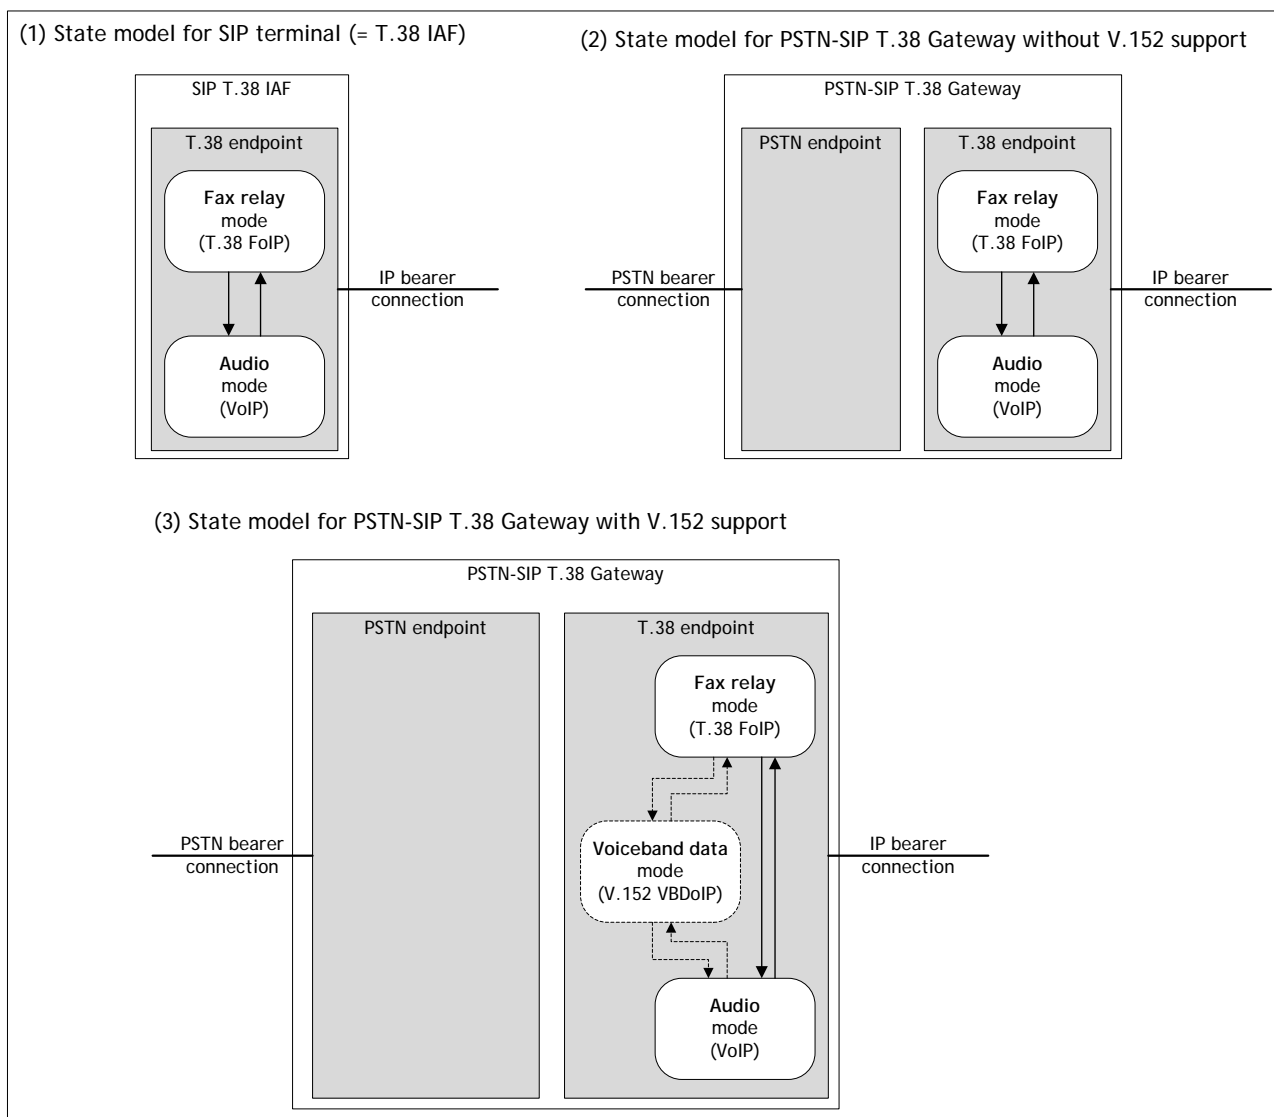 (1) State model for SIP terminal (= T.38 IAF)
SIP T.38 IAF
T.38 endpoint
Fax relay
mode
(T.38 FoIP)
IP bearer
connection
Audio
mode
(VoIP)
(2) State model for PSTN-SIP T.38 Gateway without V.152 support
PSTN-SIP T.38 Gateway
PSTN endpoint
T.38 endpoint
Fax relay
mode
(T.38 FoIP)
PSTN bearer
connection
IP bearer
connection
Audio
mode
(VoIP)
(3) State model for PSTN-SIP T.38 Gateway with V.152 support
PSTN-SIP T.38 Gateway
PSTN endpoint
T.38 endpoint
Fax relay
mode
(T.38 FoIP)
PSTN bearer
connection
Voiceband data
mode
(V.152 VBDoIP)
IP bearer
connection
Audio
mode
(VoIP)